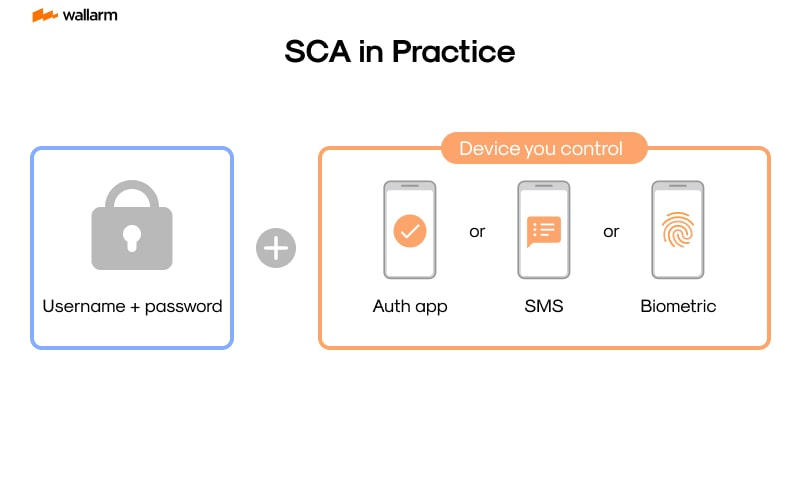 wallarm
SCA in Practice
Device you control
or
or
Username + password
Auth app
SMS
Biometric